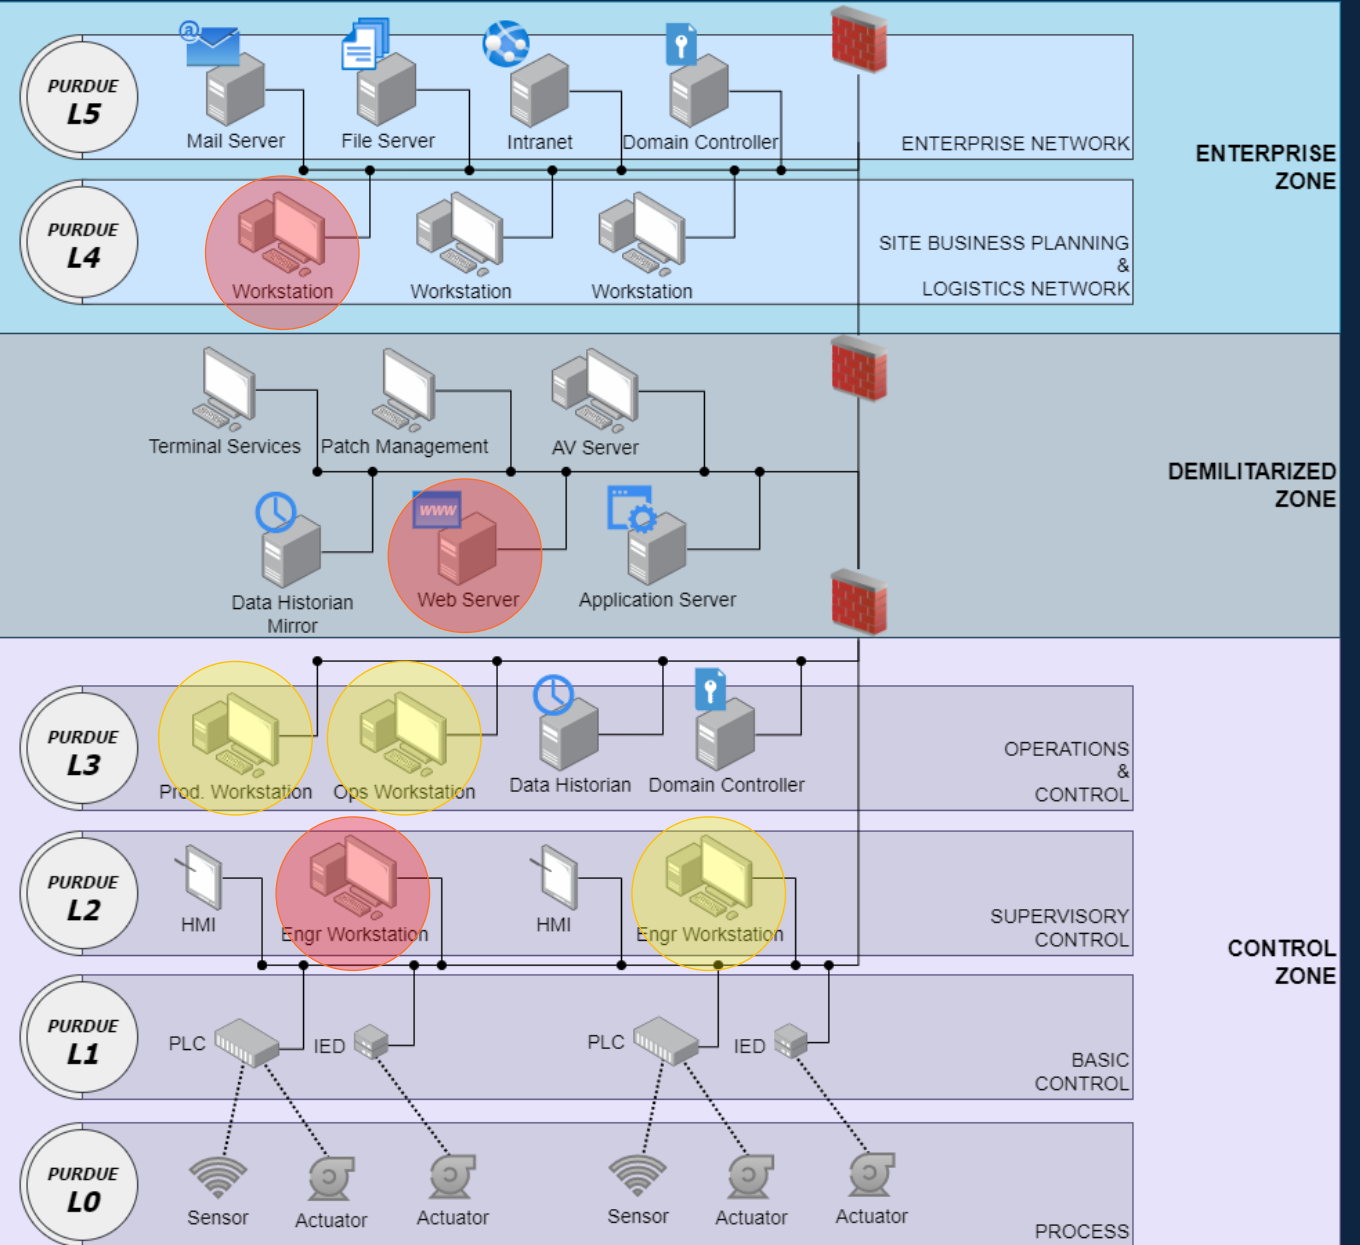 PURDUE
L5
@
Mail Server
File Server
Intranet
Domain Controller
ENTERPRISE NETWORK
ENTERPRISE
ZONE
PURDUE
L4
Workstation
Workstation
Workstation
SITE BUSINESS PLANNING
&
LOGISTICS NETWORK
Terminal Services
Patch Management
AV Server
DEMILITARIZED
ZONE
www
Data Historian
Mirror
Web Server
Application Server
PURDUE
L3
Prod. Workstation
Ops Workstation
Data Historian
Domain Controller
OPERATIONS
&
CONTROL
PURDUE
L2
HMI
Engr Workstation
HMI
Engr Workstation
SUPERVISORY
CONTROL
CONTROL
ZONE
PURDUE
L1
PLC
IED
PLC
IED
BASIC
CONTROL
PURDUE
L0
Sensor
Actuator
Actuator
Sensor
Actuator
Actuator
PROCESS